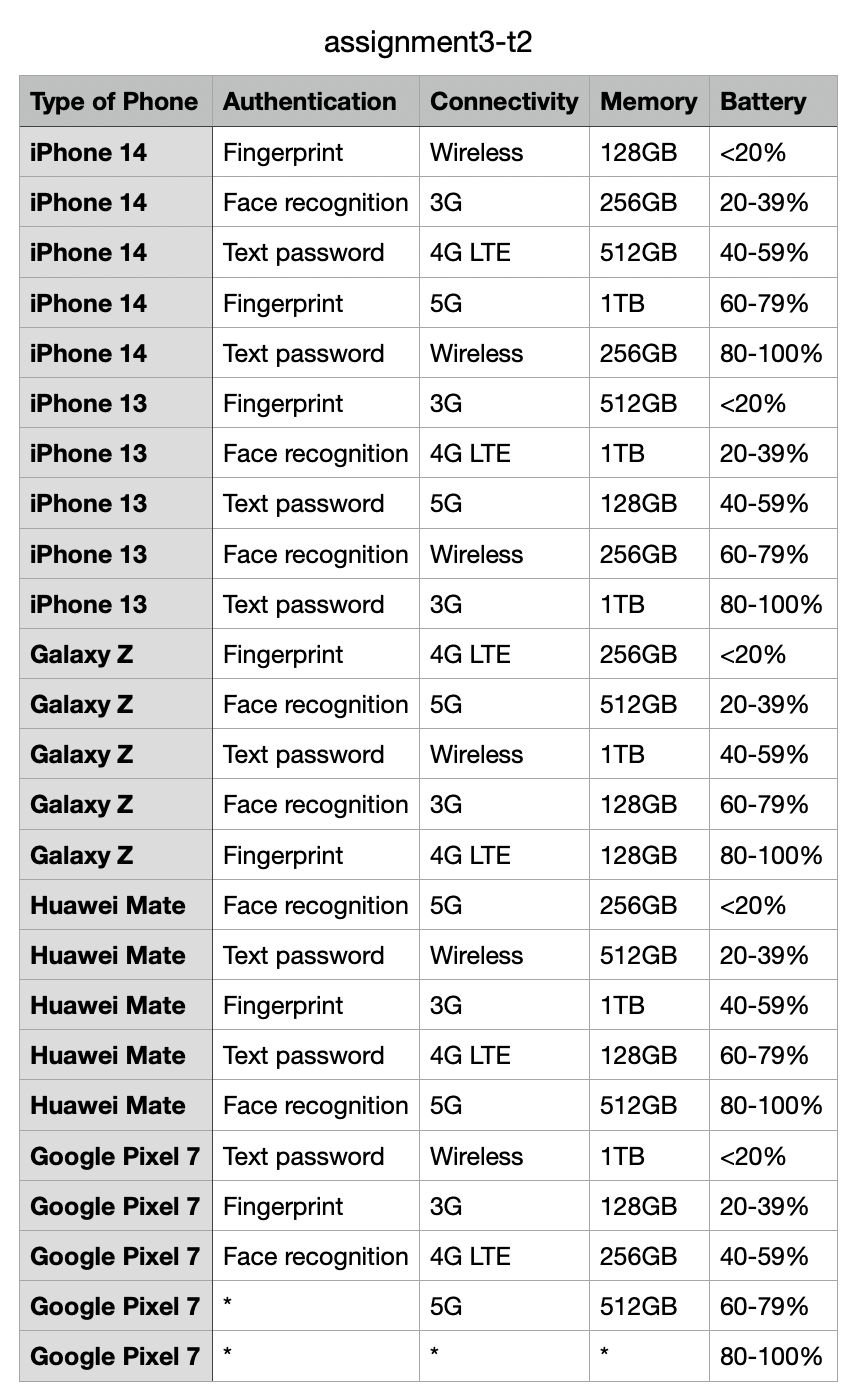 assignment3-t2
Type of Phone Authentication Connectivity Memory Battery
iPhone 14 Fingerprint Wireless 128GB <20%
iPhone 14 Face recognition 3G 256GB 20-39%
iPhone 14 Text password 4G LTE 512GB 40-59%
iPhone 14 Fingerprint 5G 1TB 60-79%
iPhone 14 Text password Wireless 256GB 80-100%
iPhone 13 Fingerprint 3G 512GB <20%
iPhone 13 Face recognition 4G LTE 1TB 20-39%
iPhone 13 Text password 5G 128GB 40-59%
iPhone 13 Face recognition Wireless 256GB 60-79%
iPhone 13 Text password 3G 1TB 80-100%
Galaxy Z Fingerprint 4G LTE 256GB <20%
Galaxy Z Face recognition 5G 512GB 20-39%
Galaxy Z Text password Wireless 1TB 40-59%
Galaxy Z Face recognition 3G 128GB 60-79%
Galaxy Z Fingerprint 4G LTE 128GB 80-100%
Huawei Mate Face recognition 5G 256GB <20%
Huawei Mate Text password Wireless 512GB 20-39%
Huawei Mate Fingerprint 3G 1TB 40-59%
Huawei Mate Text password 4G LTE 128GB 60-79%
Huawei Mate Face recognition 5G 512GB 80-100%
Google Pixel 7 Text password Wireless 1TB <20%
Google Pixel 7 Fingerprint 3G 128GB 20-39%
Google Pixel 7 Face recognition 4G LTE 256GB 40-59%
Google Pixel 7 * 5G 512GB 60-79%
Google Pixel 7 * * * 80-100%